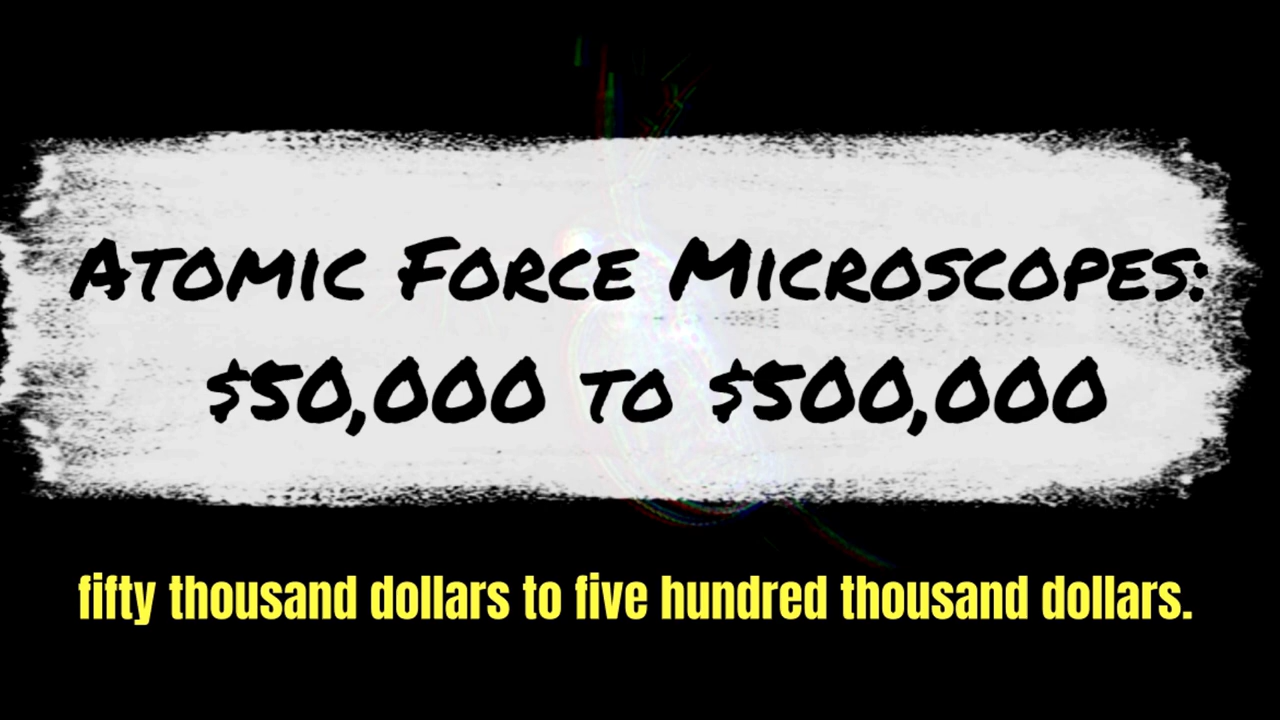 Atomic Force Microscopes:
$50,000 to $500,000
fifty thousand dollars to five hundred thousand dollars.